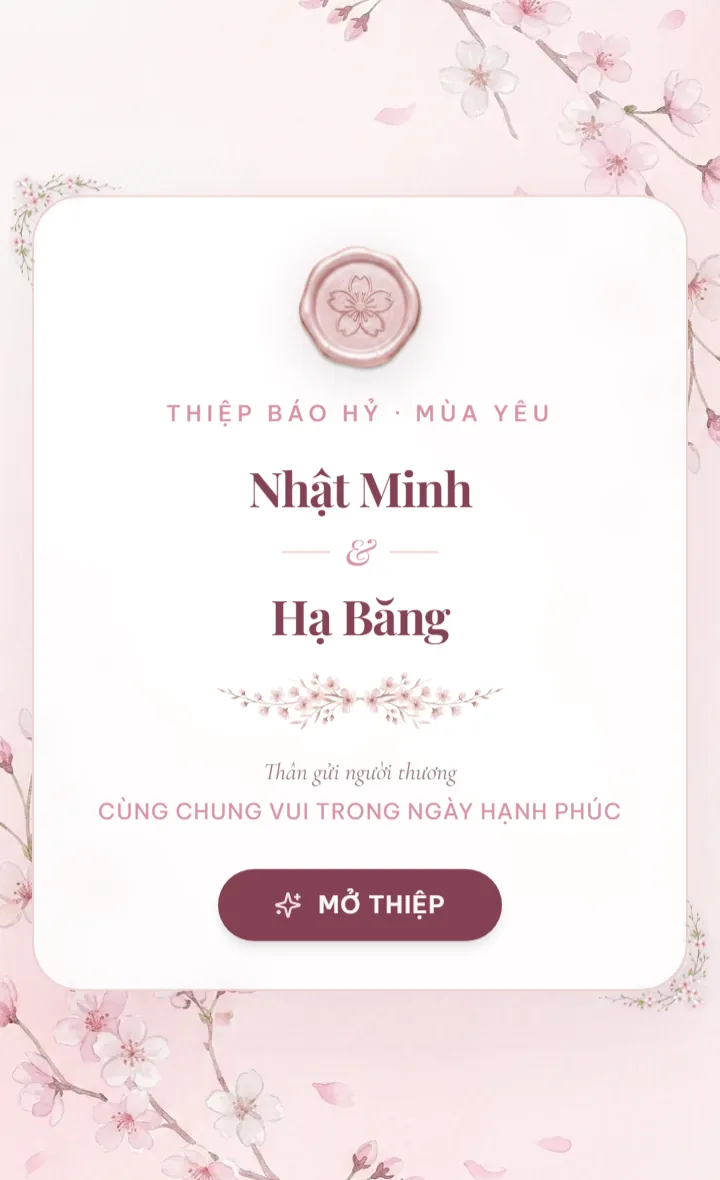 THIỆP BÁO HỶ · MÙA YÊU
Nhật Minh
&
Hạ Băng
Thân gửi người thương
CÙNG CHUNG VUI TRONG NGÀY HẠNH PHÚC
MỞ THIỆP